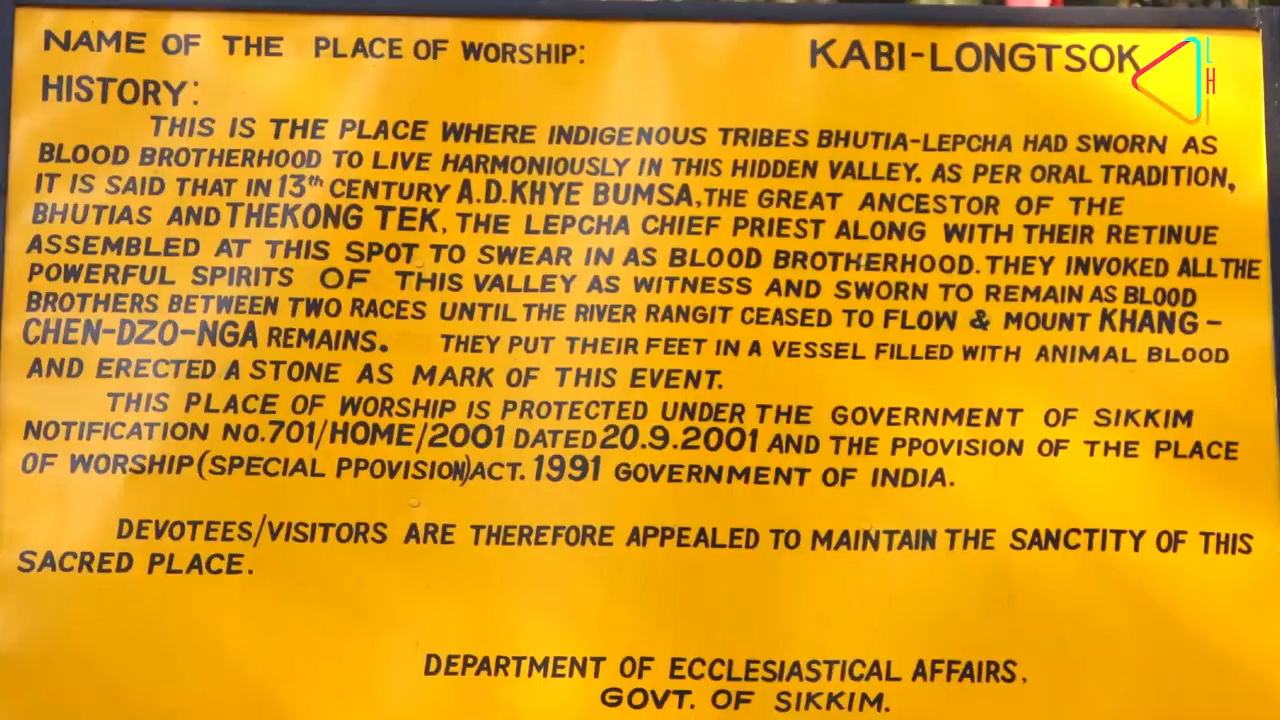 NAME OF THE PLACE OF WORSHIP: KABI-LONGTSOK
HISTORY:
THIS IS THE PLACE WHERE INDIGENOUS TRIBES BHUTIA-LEPCHA HAD SWORN AS
BLOOD BROTHERHOOD TO LIVE HARMONIOUSLY IN THIS HIDDEN VALLEY. AS PER ORAL TRADITION,
IT IS SAID THAT IN 13th CENTURY A.D. KHYE BUMSA, THE GREAT ANCESTOR OF THE
BHUTIAS AND THEKONG TEK, THE LEPCHA CHIEF PRIEST ALONG WITH THEIR RETINUE
ASSEMBLED AT THIS SPOT TO SWEAR IN AS BLOOD BROTHERHOOD. THEY INVOKED ALL THE
POWERFUL SPIRITS OF THIS VALLEY AS WITNESS AND SWORN TO REMAIN AS BLOOD
BROTHERS BETWEEN TWO RACES UNTIL THE RIVER RANGIT CEASED TO FLOW & MOUNT KHANG-
CHEN-DZO-NGA REMAINS. THEY PUT THEIR FEET IN A VESSEL FILLED WITH ANIMAL BLOOD
AND ERECTED A STONE AS MARK OF THIS EVENT.
THIS PLACE OF WORSHIP IS PROTECTED UNDER THE GOVERNMENT OF SIKKIM
NOTIFICATION NO.701/HOME/2001 DATED 20.9.2001 AND THE PPOVISION OF THE PLACE
OF WORSHIP (SPECIAL PPOVISION) ACT. 1991 GOVERNMENT OF INDIA.
DEVOTEES/VISITORS ARE THEREFORE APPEALED TO MAINTAIN THE SANCTITY OF THIS
SACRED PLACE.
DEPARTMENT OF ECCLESIASTICAL AFFAIRS,
GOVT. OF SIKKIM.
LHI